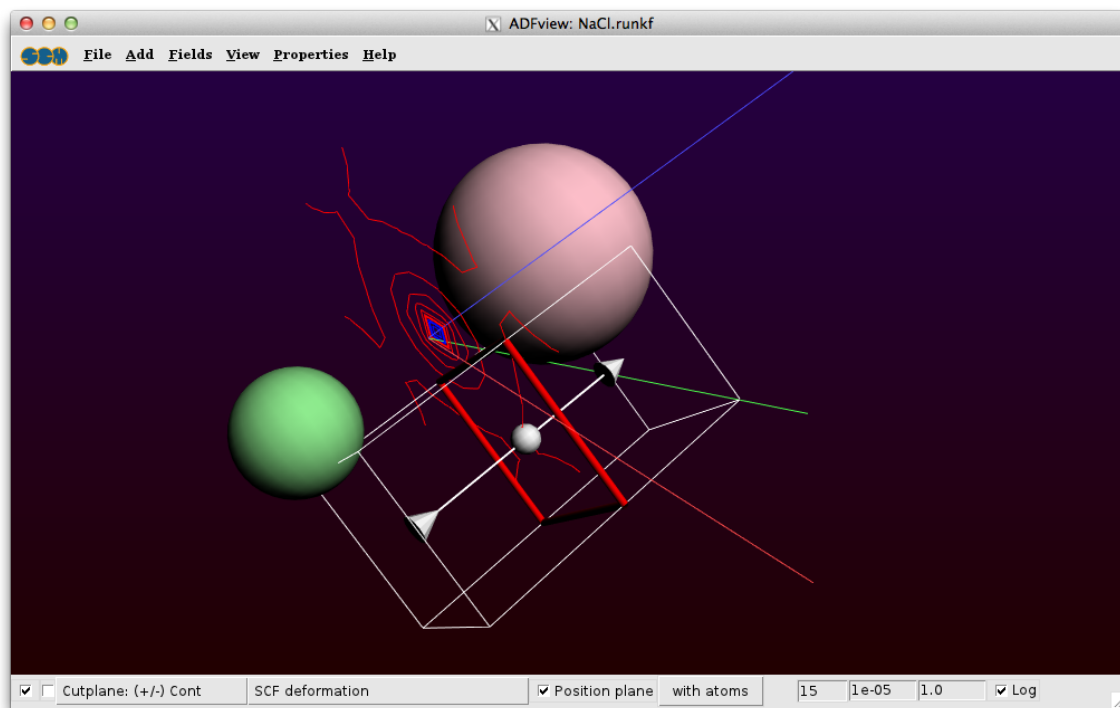 ADFview: NaCl.runkf
SCM File Add Fields View Properties Help
Cutplane: (+/-) Cont SCF deformation Position plane with atoms 15 1e-05 1.0 Log